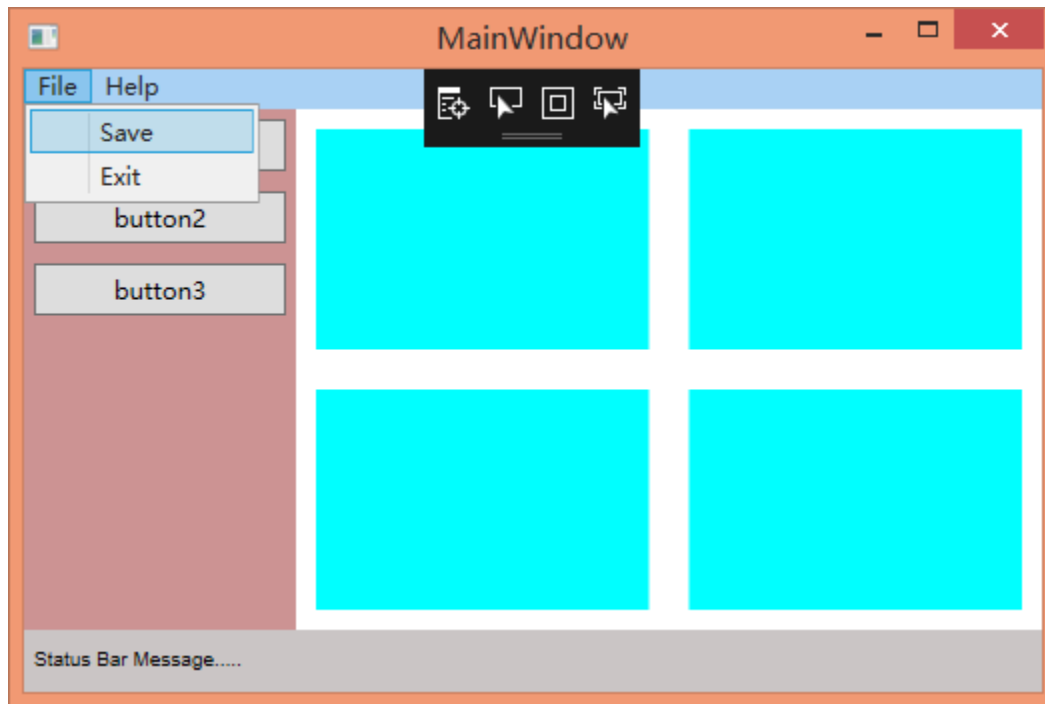 MainWindow
File Help
Save
Exit
button2
button3
Status Bar Message.....